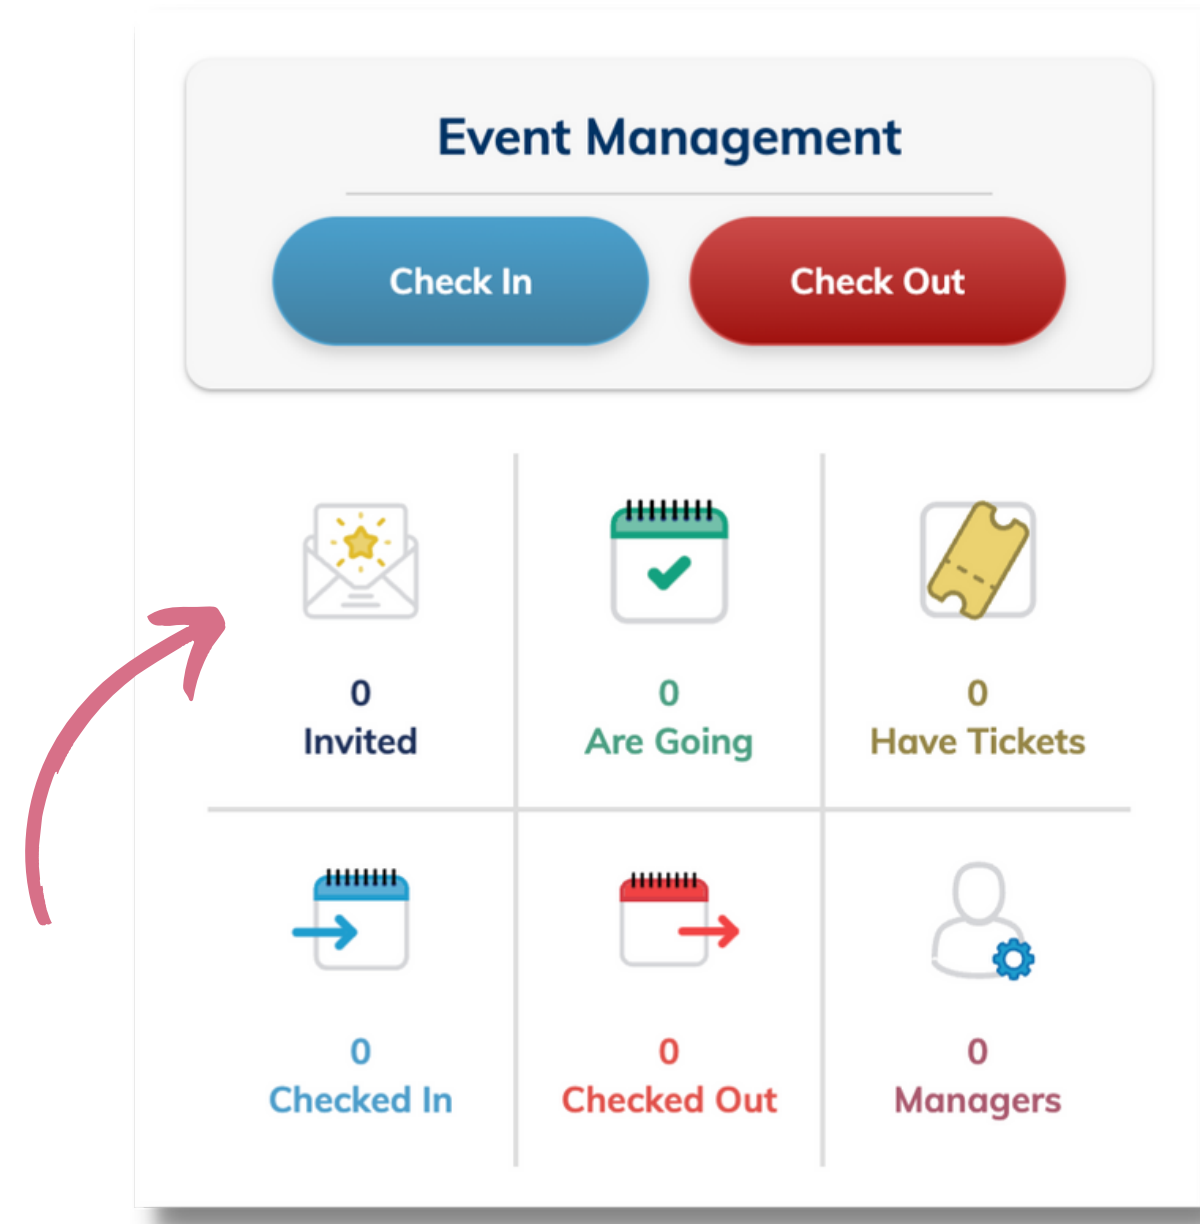 Event Management
Check In
Check Out
0
Invited
0
Are Going
0
Have Tickets
0
Checked In
0
Checked Out
0
Managers